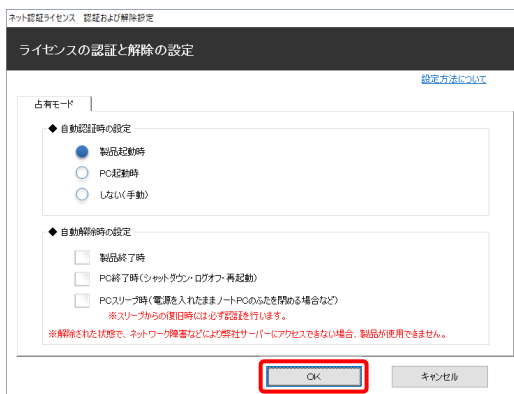 ネット認証ライセンス　認証および解除設定
ライセンスの認証と解除の設定
設定方法について
占有モード
◆ 自動認証時の設定
製品起動時
PC起動時
しない(手動)
◆ 自動解除時の設定
製品終了時
PC終了時(シャットダウン・ログオフ・再起動)
PCスリープ時(電源を入れたままノートPCのふたを閉める場合など)
※スリープからの復旧時には必ず認証を行います。
※解除された状態で、ネットワーク障害などにより弊社サーバーにアクセスできない場合、製品が使用できません。
OK
キャンセル